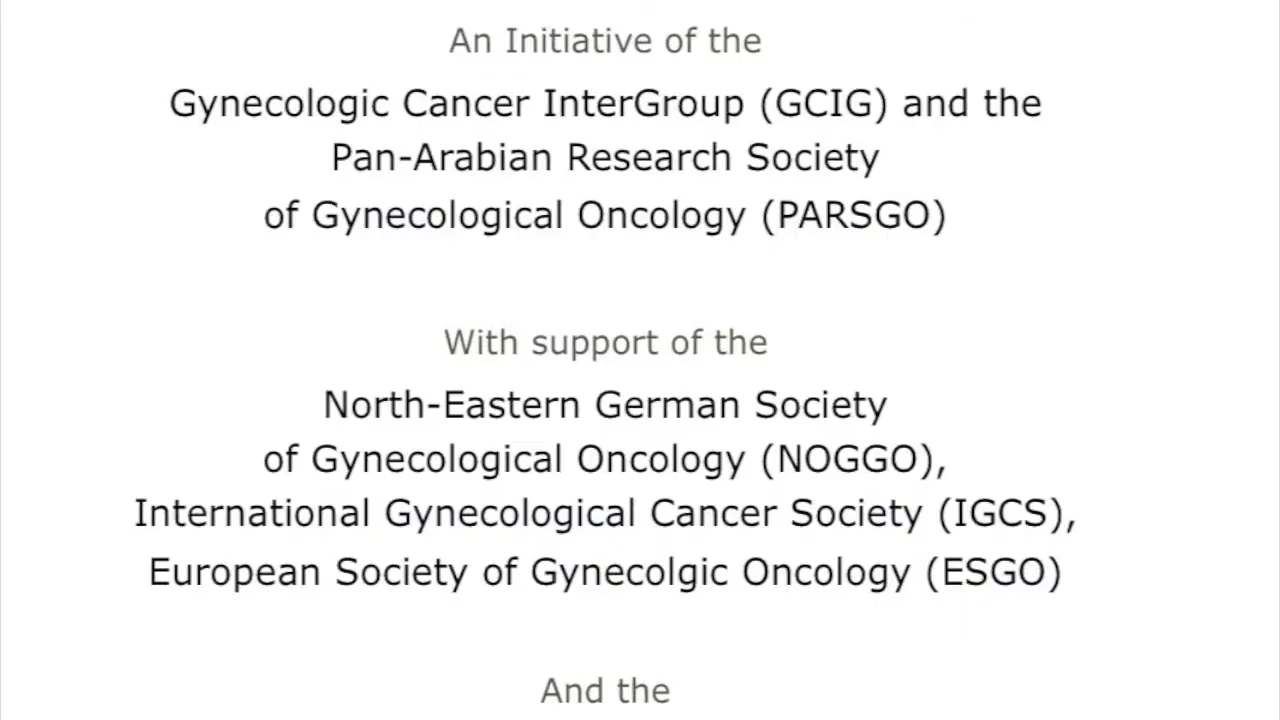 An Initiative of the
Gynecologic Cancer InterGroup (GCIG) and the
Pan-Arabian Research Society
of Gynecological Oncology (PARSGO)
With support of the
North-Eastern German Society
of Gynecological Oncology (NOGGO),
International Gynecological Cancer Society (IGCS),
European Society of Gynecolgic Oncology (ESGO)
And the